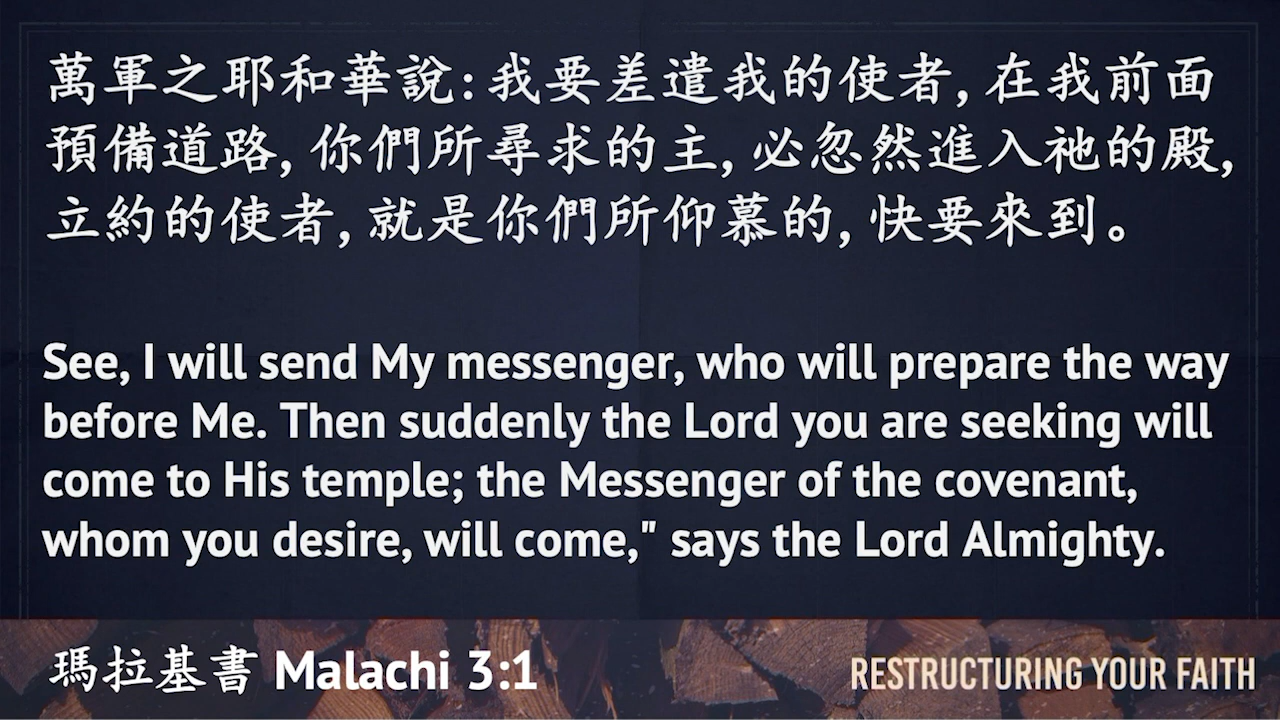 萬軍之耶和華說:我要差遣我的使者,在我前面
預備道路,你們所尋求的主,必忽然進入祂的殿,
立約的使者,就是你們所仰慕的,快要來到。
See, I will send My messenger, who will prepare the way
before Me. Then suddenly the Lord you are seeking will
come to His temple; the Messenger of the covenant,
whom you desire, will come," says the Lord Almighty.
瑪拉基書 Malachi 3:1
RESTRUCTURING YOUR FAITH